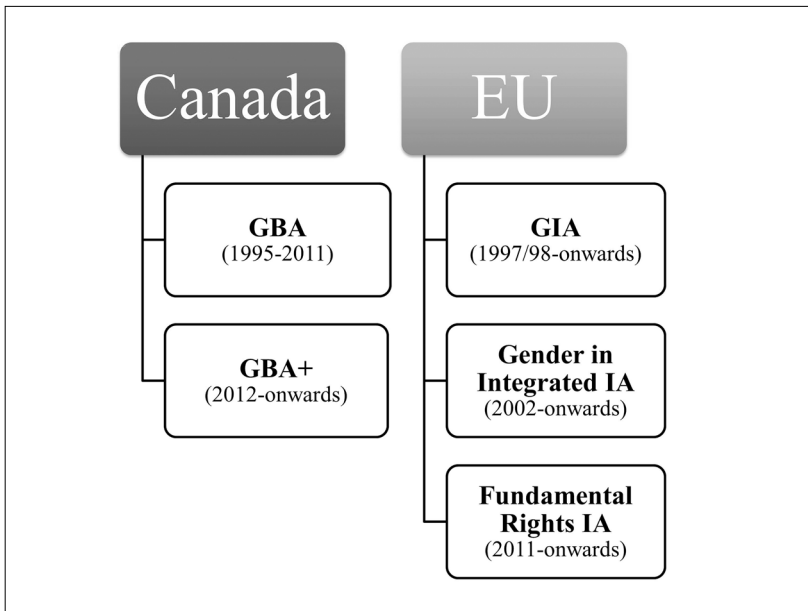 Canada
GBA
(1995-2011)
GBA+
(2012-onwards)
EU
GIA
(1997/98-onwards)
Gender in
Integrated IA
(2002-onwards)
Fundamental
Rights IA
(2011-onwards)